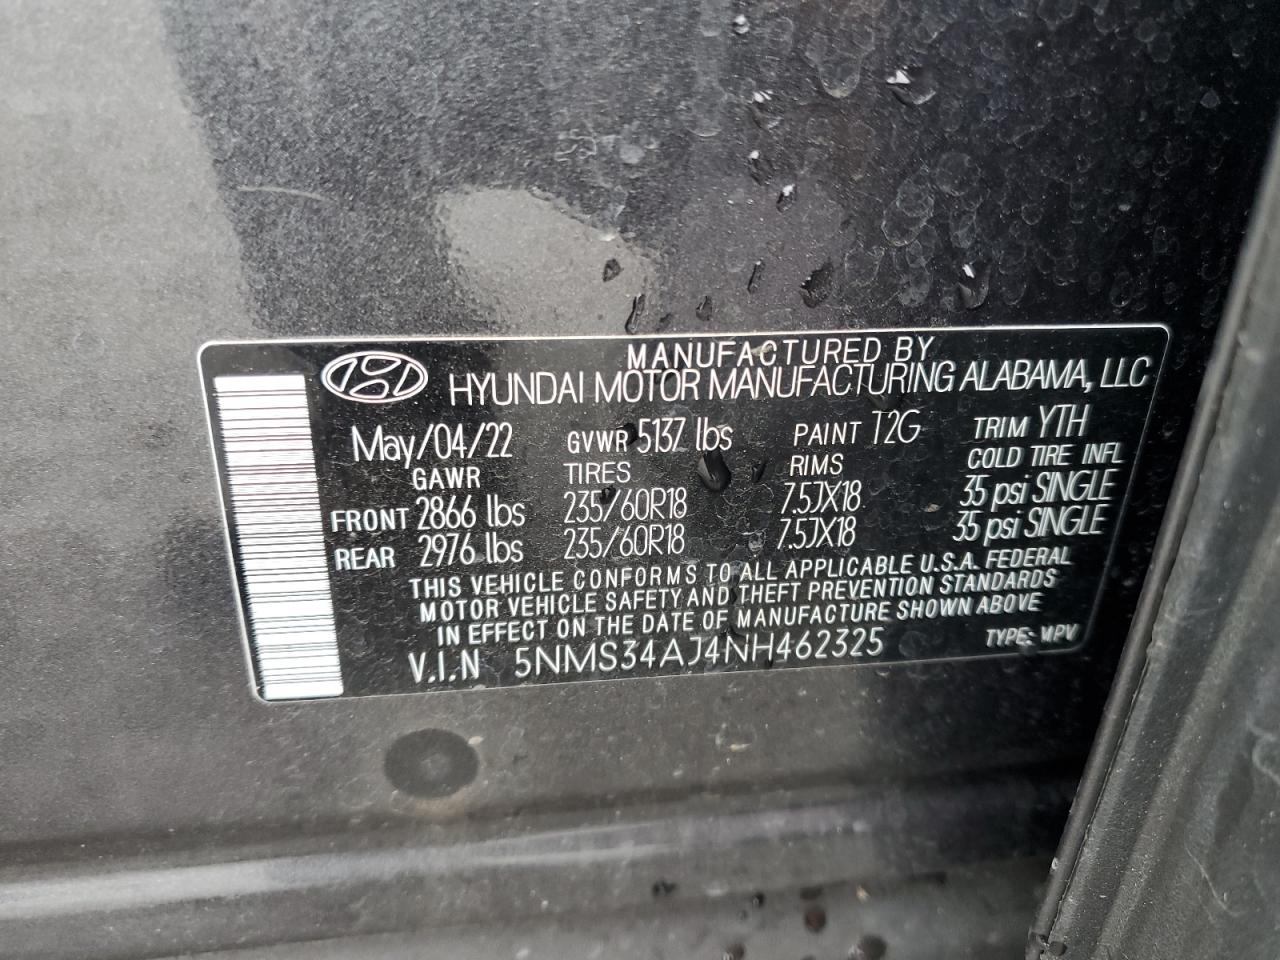 MANUFACTURED BY
HYUNDAI MOTOR MANUFACTURING ALABAMA, LLC
May/04/22 GVWR 5137 lbs PAINT T2G TRIM YTH
GAWR TIRES RIMS COLD TIRE INFL
FRONT 2866 lbs 235/60R18 7.5JX18 35 psi SINGLE
REAR 2976 lbs 235/60R18 7.5JX18 35 psi SINGLE
THIS VEHICLE CONFORMS TO ALL APPLICABLE U.S.A. FEDERAL
MOTOR VEHICLE SAFETY AND THEFT PREVENTION STANDARDS
IN EFFECT ON THE DATE OF MANUFACTURE SHOWN ABOVE
V.I.N 5NMS34AJ4NH462325 TYPE: MPV